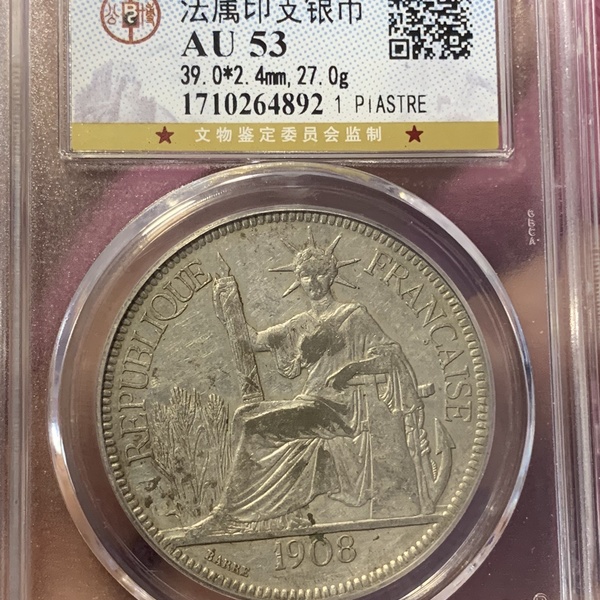 法属印支银币
AU 53
39.0*2.4mm,27.0g
1710264892 1 PIASTRE
文物鉴定委员会监制
REPUBLIQUE FRANÇAISE
BARRE
1908
GBCA